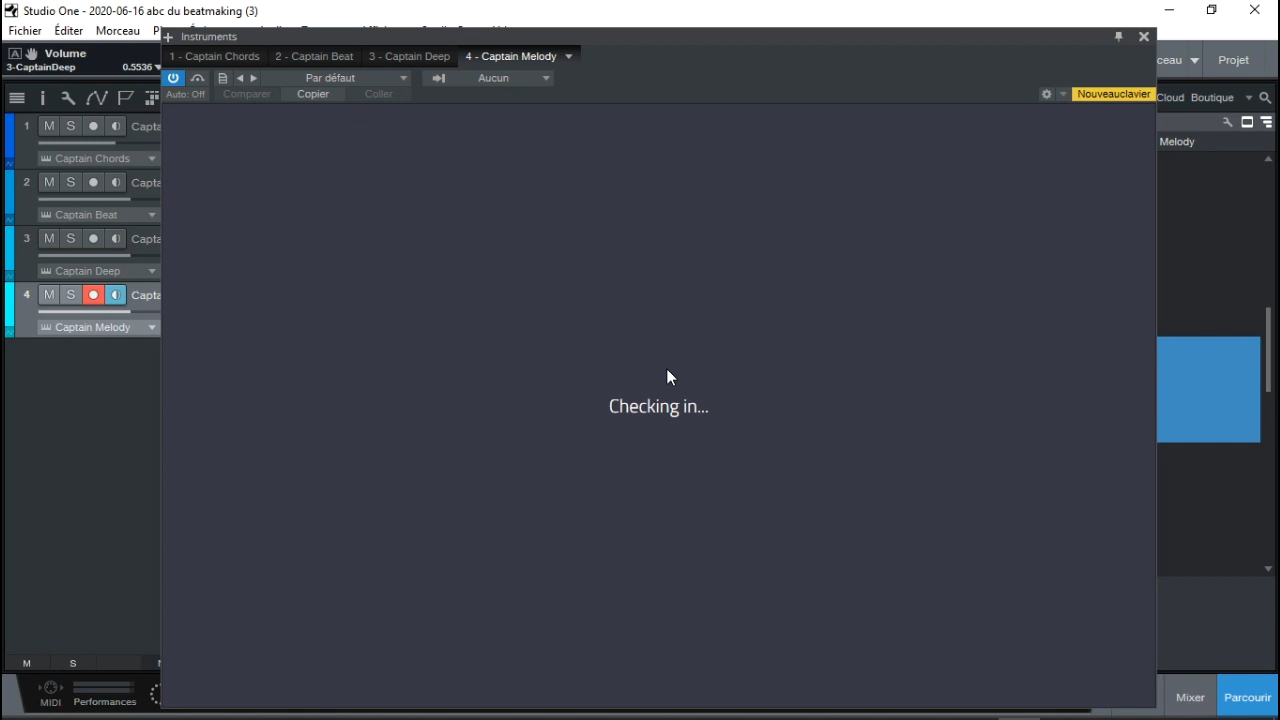 Studio One - 2020-06-16 abc du beatmaking (3)
Fichier Éditer Morceau
Instruments
A Volume
3-CaptainDeep 0.5536
1 - Captain Chords 2 - Captain Beat 3 - Captain Deep 4 - Captain Melody
Projet
Par défaut Aucun
Auto: Off Comparer Copier Coller Nouveauclavier
Cloud Boutique
1 M S
Captain Chords
Melody
2 M S
Captain Beat
3 M S
Captain Deep
4 M S
Captain Melody
Checking in...
M S
MIDI Performances
Mixer Parcourir